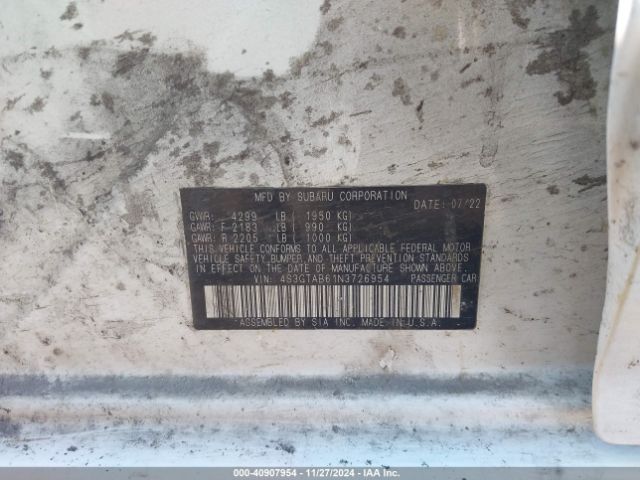 MFD BY SUBARU CORPORATION
DATE: 07/22
GVWR: 4299 LB ( 1950 KG)
GAWR: F 2183 LB ( 990 KG)
GAWR: R 2205 LB ( 1000 KG)
THIS VEHICLE CONFORMS TO ALL APPLICABLE FEDERAL MOTOR
VEHICLE SAFETY,BUMPER AND THEFT PREVENTION STANDARDS
IN EFFECT ON THE DATE OF MANUFACTURE SHOWN ABOVE.
VIN: 4S3GTAB61N3726954 PASSENGER CAR
ASSEMBLED BY SIA INC. MADE IN U.S.A.
000-40907954 - 11/27/2024 - IAA Inc.